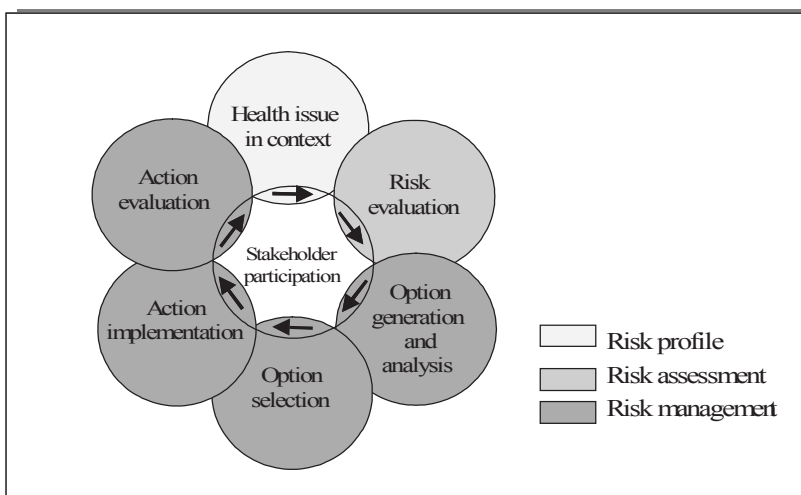 Health issue
in context
Action
evaluation
Risk
evaluation
Stakeholder
participation
Action
implementation
Option
generation
and
analysis
Option
selection
Risk profile
Risk assessment
Risk management